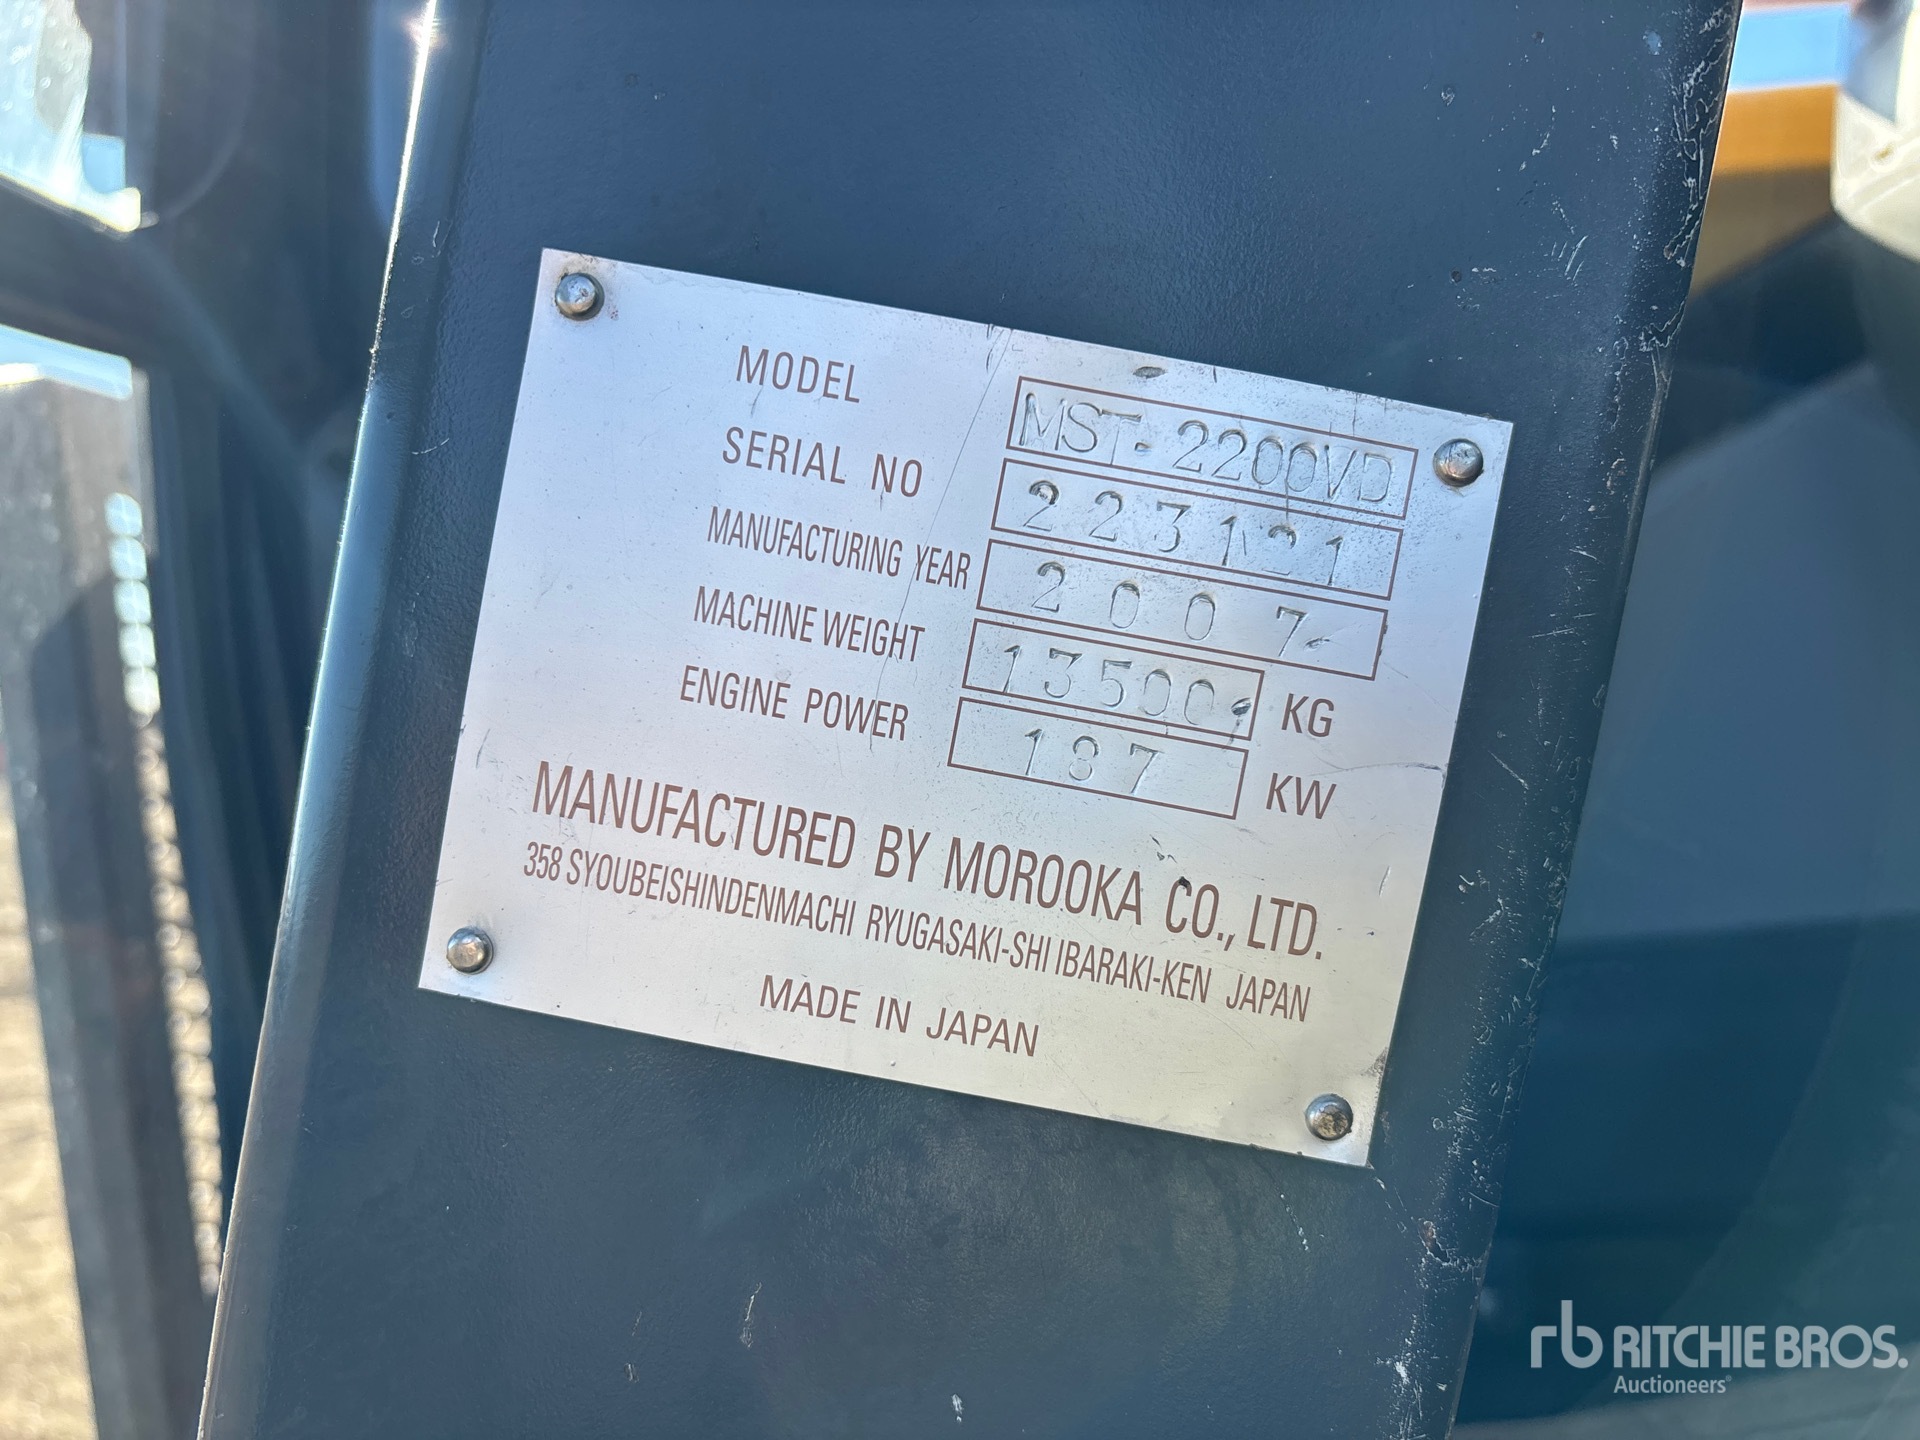 MODEL MST-2200VD
SERIAL NO 223121
MANUFACTURING YEAR 2007
MACHINE WEIGHT 13500 KG
ENGINE POWER 187 KW
MANUFACTURED BY MOROOKA CO., LTD.
358 SYOUBEISHINDENMACHI RYUGASAKI-SHI IBARAKI-KEN JAPAN
MADE IN JAPAN
rb RITCHIE BROS.
Auctioneers®